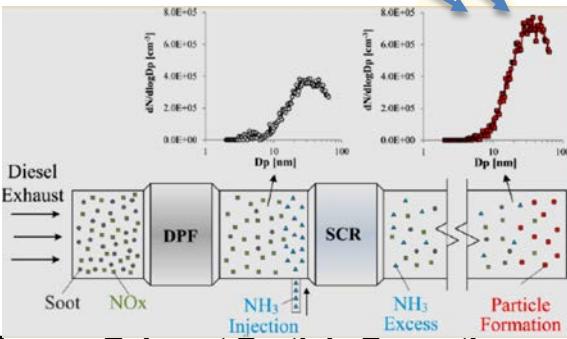 8.0E+05
6.0E+05
4.0E+05
2.0E+05
0.0E+00
dN/dlogDp [cm-3]
1 10 100
Dp [nm]
8.0E+05
6.0E+05
4.0E+05
2.0E+05
0.0E+00
dN/dlogDp [cm-3]
1 10 100
Dp [nm]
Diesel
Exhaust
DPF
SCR
Soot
NOx
NH3
Injection
NH3
Excess
Particle
Formation